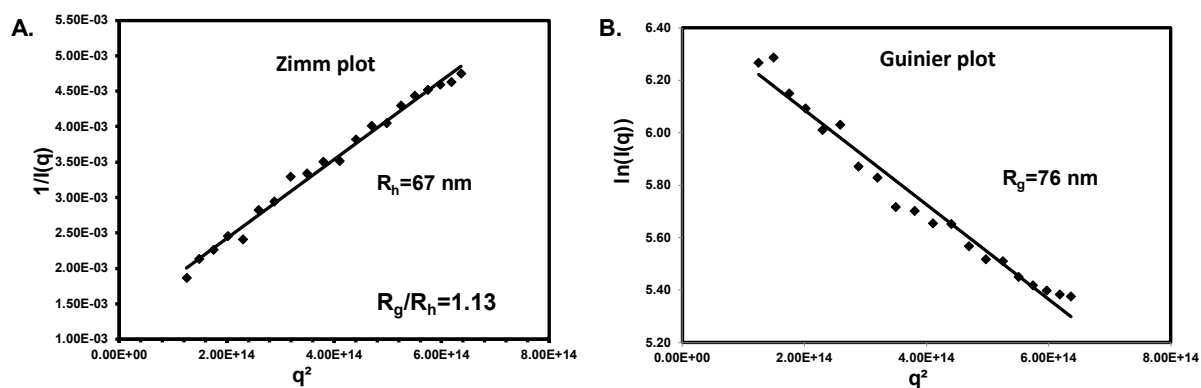 A.
Zimm plot
1/I(q)
5.50E-03
5.00E-03
4.50E-03
4.00E-03
3.50E-03
3.00E-03
2.50E-03
2.00E-03
1.50E-03
1.00E-03
Rh=67 nm
Rg/Rh=1.13
0.00E+00 2.00E+14 4.00E+14 6.00E+14 8.00E+14
q²
B.
Guinier plot
ln(I(q))
6.40
6.20
6.00
5.80
5.60
5.40
5.20
Rg=76 nm
0.00E+00 2.00E+14 4.00E+14 6.00E+14 8.00E+14
q²